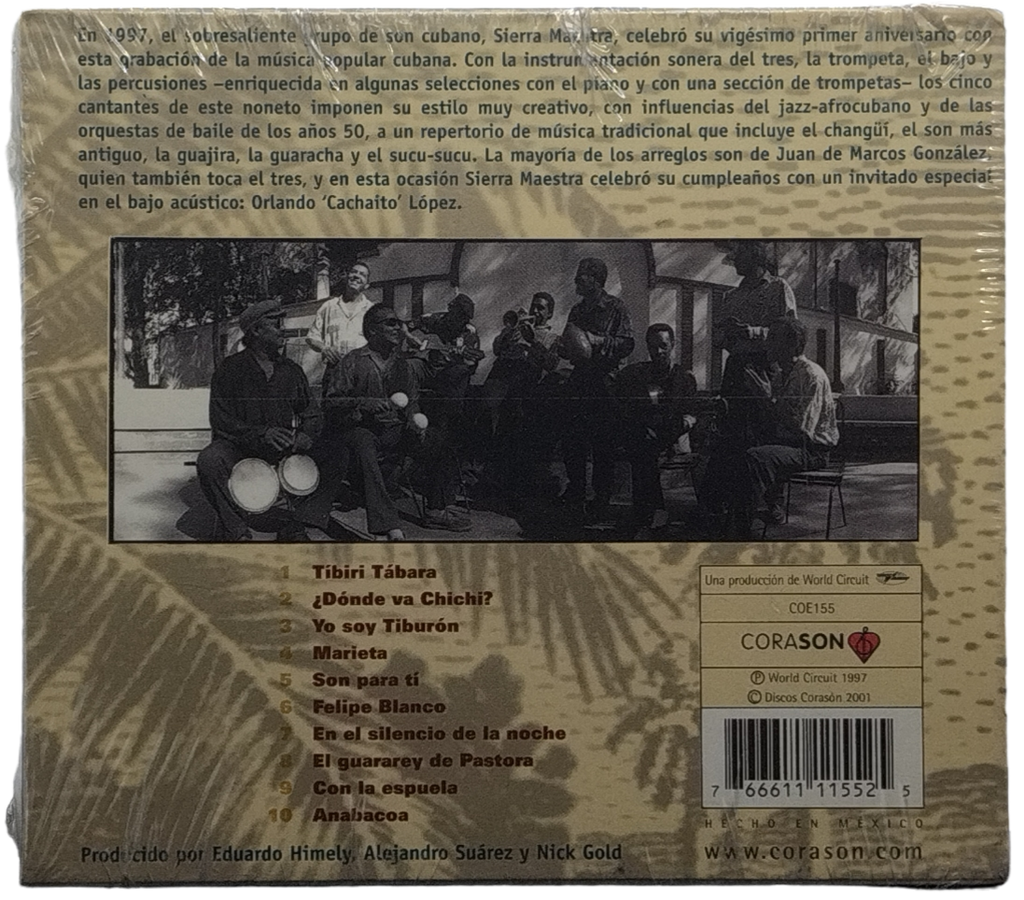 En 1997, el sobresaliente grupo de son cubano, Sierra Maestra, celebró su vigésimo primer aniversario con
esta grabación de la música popular cubana. Con la instrumentación sonera del tres, la trompeta, el bajo y
las percusiones –enriquecida en algunas selecciones con el piano y con una sección de trompetas– los cinco
cantantes de este noneto imponen su estilo muy creativo, con influencias del jazz-afrocubano y de las
orquestas de baile de los años 50, a un repertorio de música tradicional que incluye el changüí, el son más
antiguo, la guajira, la guaracha y el sucu-sucu. La mayoría de los arreglos son de Juan de Marcos González,
quien también toca el tres, y en esta ocasión Sierra Maestra celebró su cumpleaños con un invitado especial
en el bajo acústico: Orlando ‘Cachaito’ López.
1 Tíbiri Tábara
2 ¿Dónde va Chichi?
3 Yo soy Tiburón
4 Marieta
5 Son para tí
6 Felipe Blanco
7 En el silencio de la noche
8 El guararey de Pastora
9 Con la espuela
10 Anabacoa
Producido por Eduardo Himely, Alejandro Suárez y Nick Gold
Una producción de World Circuit
COE155
CORASON
Ⓟ World Circuit 1997
© Discos Corasón 2001
7 66611 11552 5
HECHO EN MÉXICO
www.corason.com